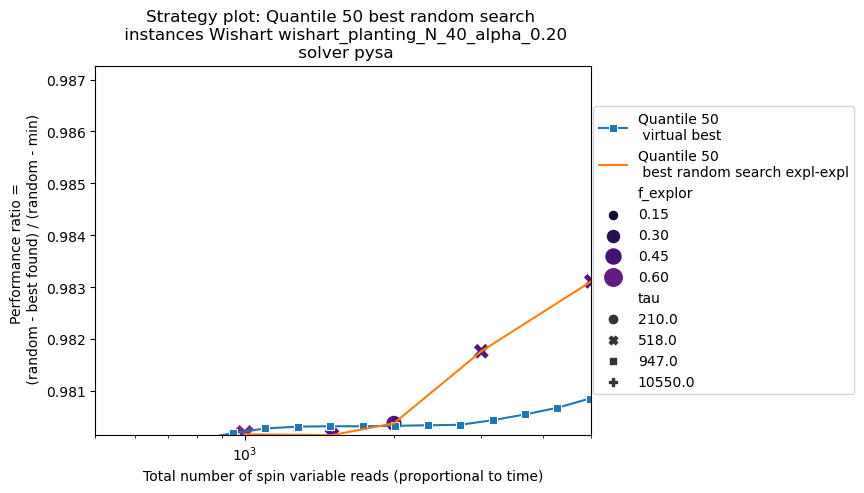 Strategy plot: Quantile 50 best random search
instances Wishart wishart_planting_N_40_alpha_0.20
solver pysa
Performance ratio =
(random - best found) / (random - min)
0.987
0.986
0.985
0.984
0.983
0.982
0.981
10^3
Total number of spin variable reads (proportional to time)
Quantile 50
virtual best
Quantile 50
best random search expl-expl
f_explor
0.15
0.30
0.45
0.60
tau
210.0
518.0
947.0
10550.0